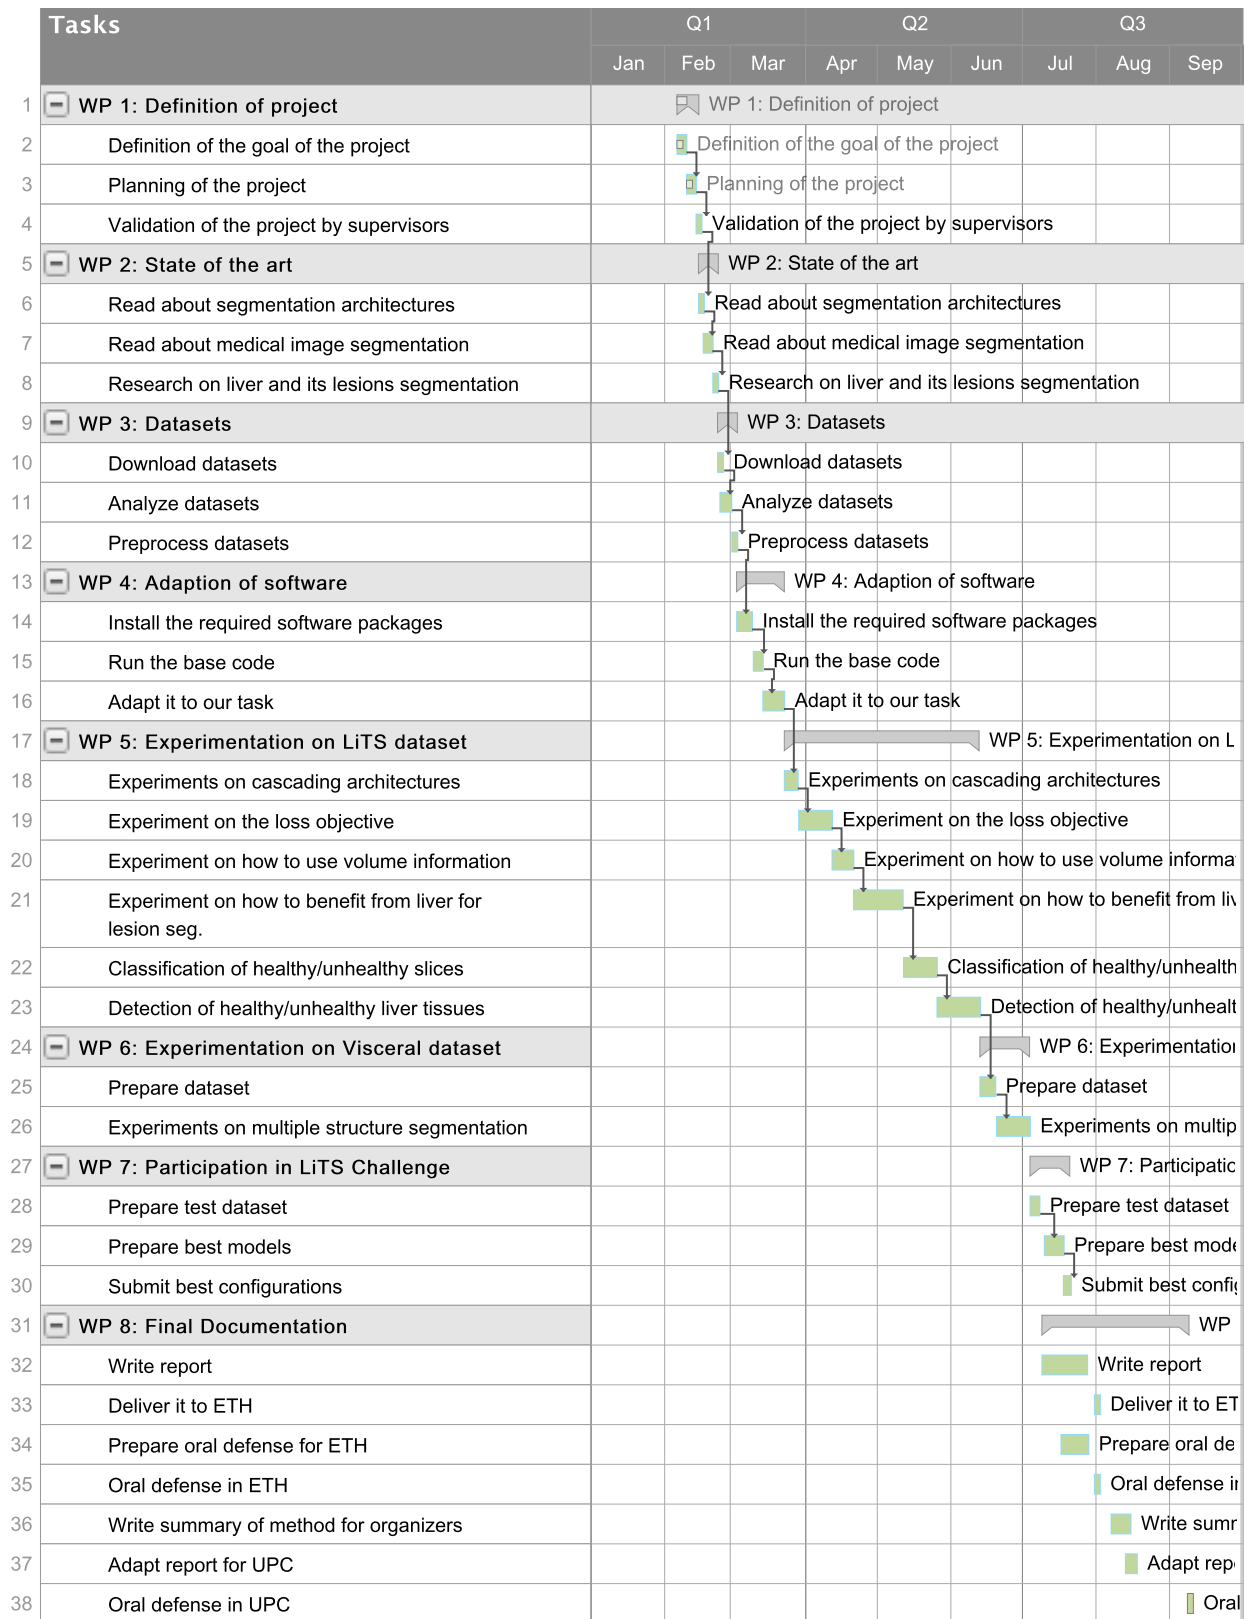 Tasks Q1 Q2 Q3
Jan Feb Mar Apr May Jun Jul Aug Sep
1 WP 1: Definition of project WP 1: Definition of project
2 Definition of the goal of the project Definition of the goal of the project
3 Planning of the project Planning of the project
4 Validation of the project by supervisors Validation of the project by supervisors
5 WP 2: State of the art WP 2: State of the art
6 Read about segmentation architectures Read about segmentation architectures
7 Read about medical image segmentation Read about medical image segmentation
8 Research on liver and its lesions segmentation Research on liver and its lesions segmentation
9 WP 3: Datasets WP 3: Datasets
10 Download datasets Download datasets
11 Analyze datasets Analyze datasets
12 Preprocess datasets Preprocess datasets
13 WP 4: Adaption of software WP 4: Adaption of software
14 Install the required software packages Install the required software packages
15 Run the base code Run the base code
16 Adapt it to our task Adapt it to our task
17 WP 5: Experimentation on LiTS dataset WP 5: Experimentation on L
18 Experiments on cascading architectures Experiments on cascading architectures
19 Experiment on the loss objective Experiment on the loss objective
20 Experiment on how to use volume information Experiment on how to use volume informa
21 Experiment on how to benefit from liver for Experiment on how to benefit from liv
lesion seg.
22 Classification of healthy/unhealthy slices Classification of healthy/unhealth
23 Detection of healthy/unhealthy liver tissues Detection of healthy/unhealt
24 WP 6: Experimentation on Visceral dataset WP 6: Experimentation
25 Prepare dataset Prepare dataset
26 Experiments on multiple structure segmentation Experiments on multip
27 WP 7: Participation in LiTS Challenge WP 7: Participatic
28 Prepare test dataset Prepare test dataset
29 Prepare best models Prepare best mode
30 Submit best configurations Submit best config
31 WP 8: Final Documentation WP
32 Write report Write report
33 Deliver it to ETH Deliver it to ET
34 Prepare oral defense for ETH Prepare oral de
35 Oral defense in ETH Oral defense in
36 Write summary of method for organizers Write summ
37 Adapt report for UPC Adapt rep
38 Oral defense in UPC Oral